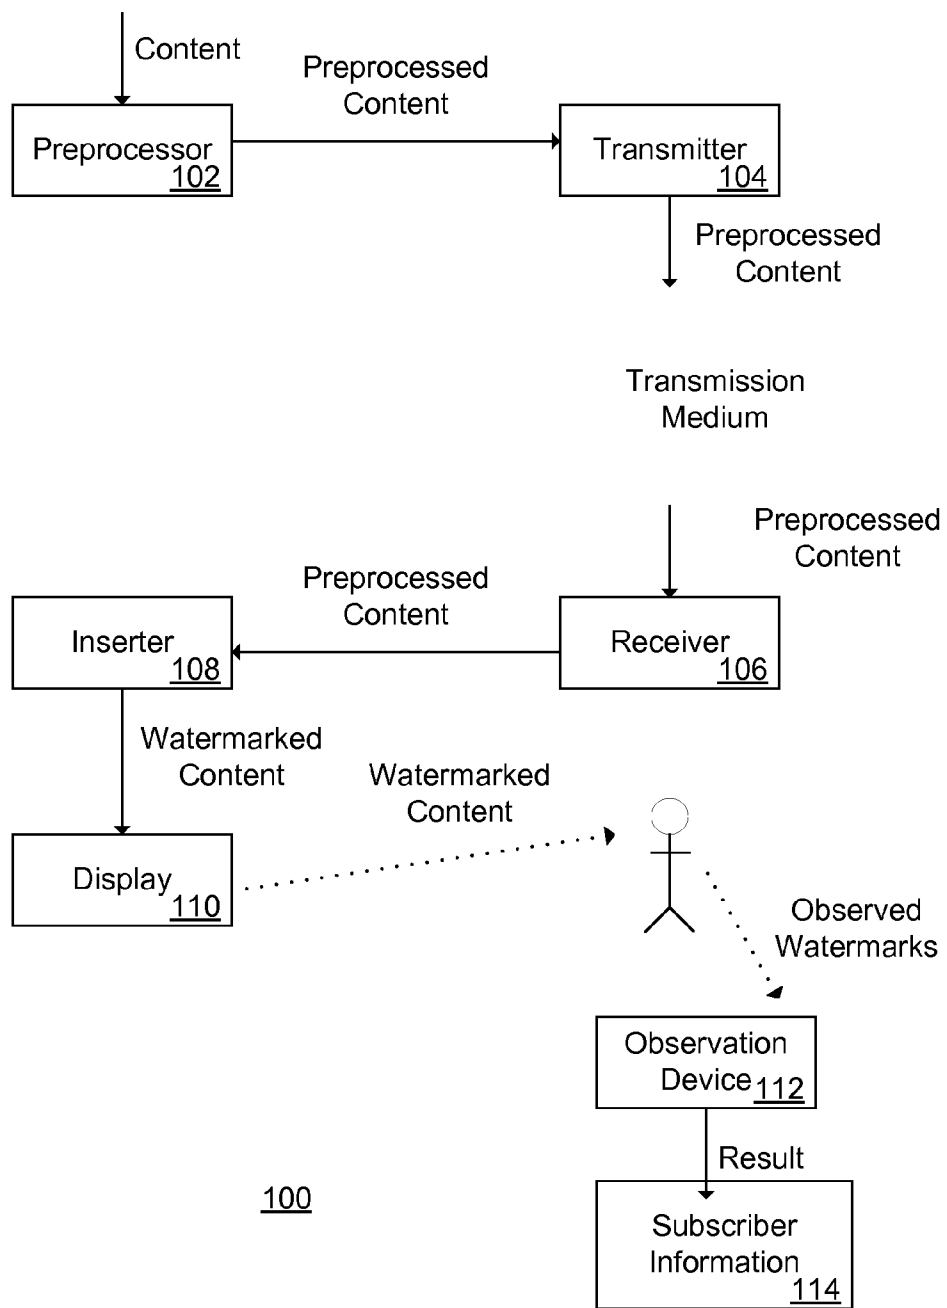 Content
Preprocessed
Content
Preprocessor
102
Transmitter
104
Preprocessed
Content
Transmission
Medium
Preprocessed
Content
Preprocessed
Content
Inserter
108
Receiver
106
Watermarked
Content
Watermarked
Content
Display
110
Observed
Watermarks
Observation
Device 112
Result
100
Subscriber
Information
114